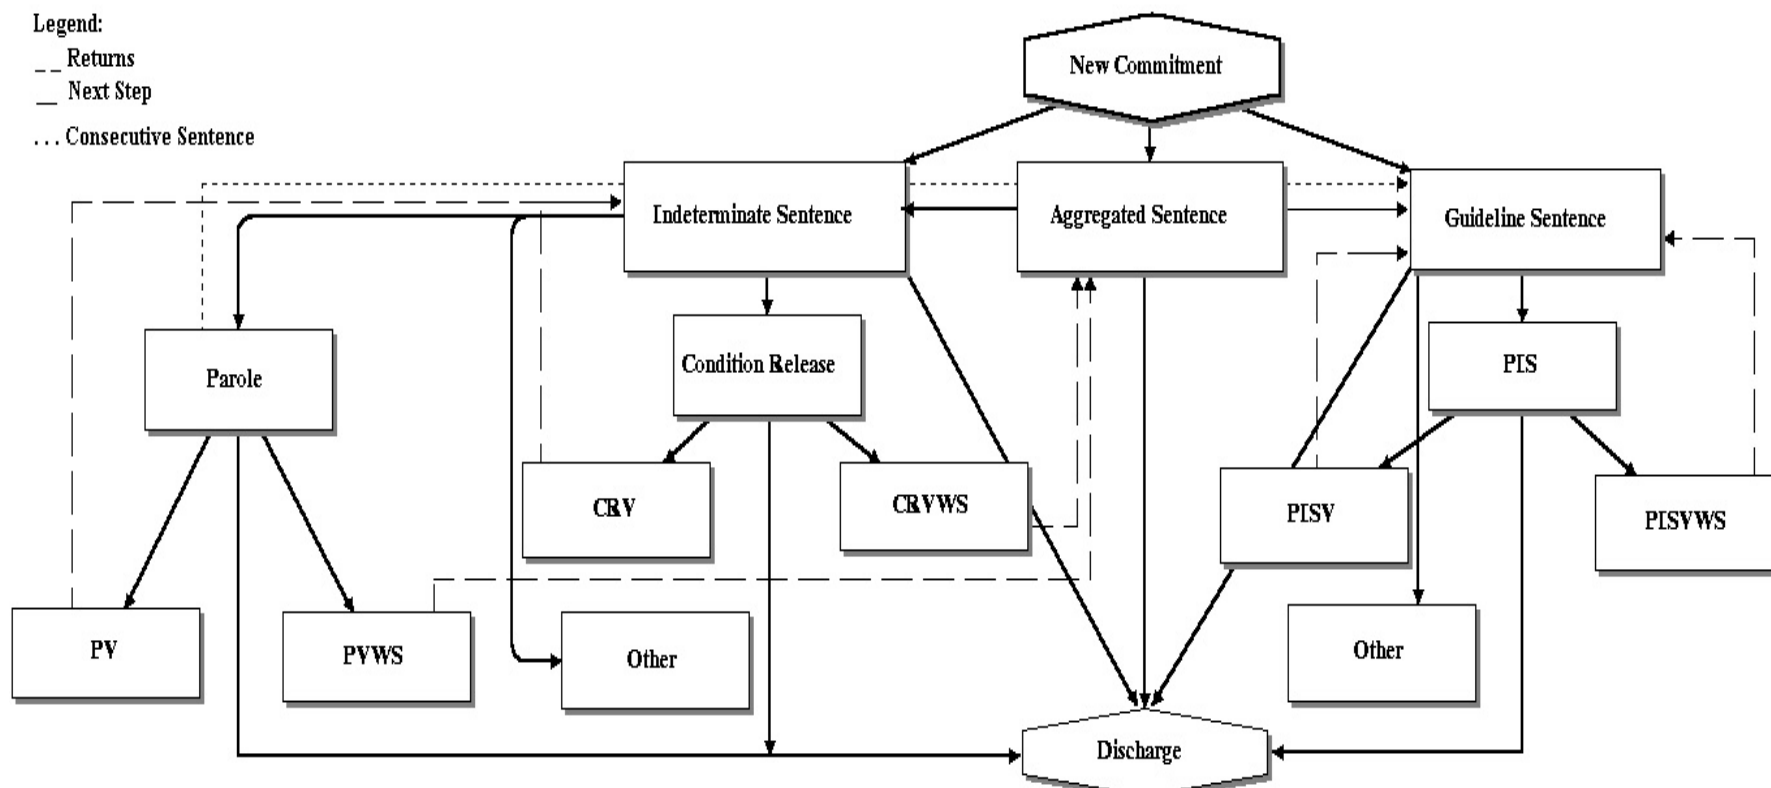 Legend:
_ _ Returns
__ Next Step
. . . Consecutive Sentence
New Commitment
Indeterminate Sentence
Aggregated Sentence
Guideline Sentence
Parole
Condition Release
PIS
CRV
CRVWS
PISV
PISVWS
PV
PVWS
Other
Other
Discharge